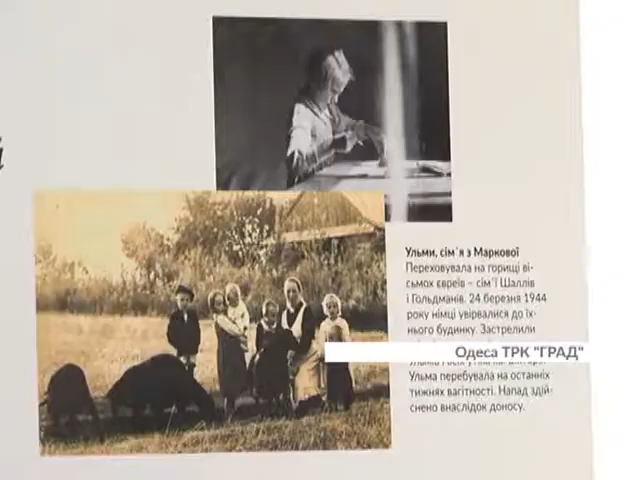 й
Ульми, сім`я з Маркової
Переховувала на горищі ві-
сьмох євреїв – сім'ї Шаллів
і Гольдманів. 24 березня 1944
року німці увірвалися до їх-
нього будинку. Застрелили
Одеса ТРК "ГРАД"
Ульма перебувала на останніх
тижнях вагітності. Напад здій-
снено внаслідок доносу.